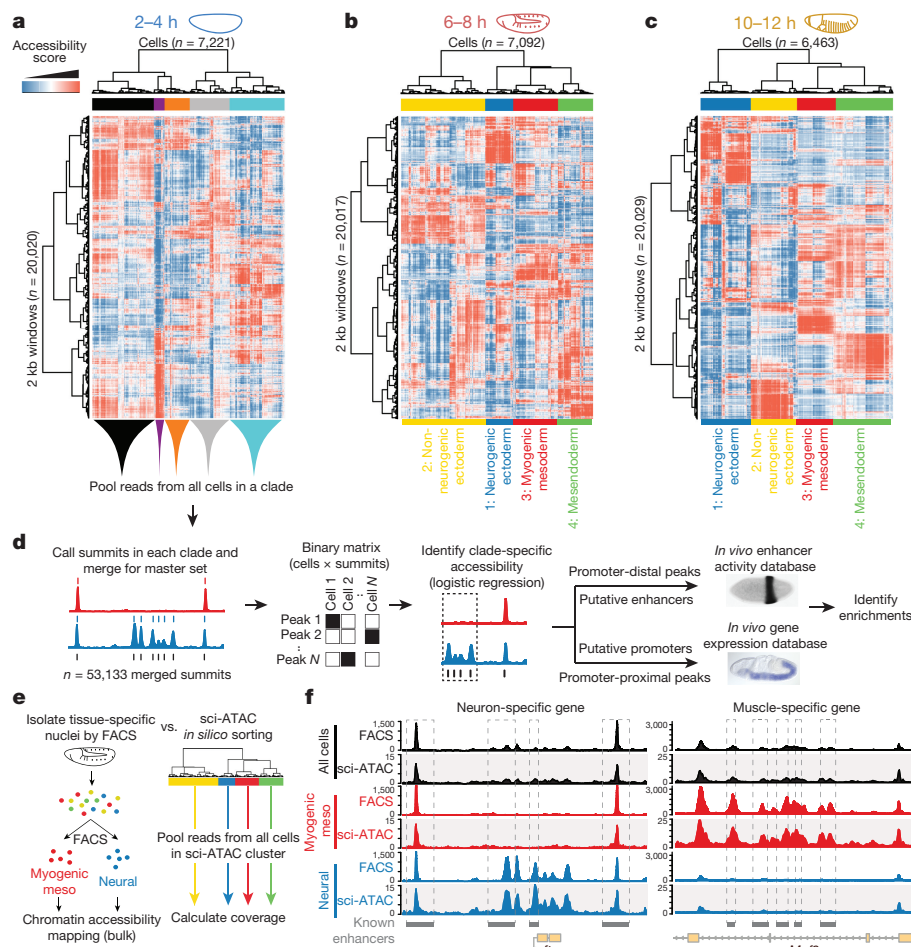 a
2–4 h
Cells (n = 7,221)
Accessibility
score
2 kb windows (n = 20,020)
Pool reads from all cells in a clade
b
6–8 h
Cells (n = 7,092)
2 kb windows (n = 20,017)
2: Non-
neurogenic
ectoderm
1: Neurogenic
ectoderm
3: Myogenic
mesoderm
4: Mesendoderm
c
10–12 h
Cells (n = 6,463)
2 kb windows (n = 20,029)
1: Neurogenic
ectoderm
2: Non-
neurogenic
ectoderm
3: Myogenic
mesoderm
4: Mesendoderm
d
Call summits in each clade and
merge for master set
n = 53,133 merged summits
Binary matrix
(cells × summits)
Cell 1
Cell 2
..
Cell N
Peak 1
Peak 2
:
Peak N
Identify clade-specific
accessibility
(logistic regression)
Promoter-distal peaks
Putative enhancers
Putative promoters
Promoter-proximal peaks
In vivo enhancer
activity database
In vivo gene
expression database
Identify
enrichments
e
Isolate tissue-specific
nuclei by FACS
vs.
sci-ATAC
in silico sorting
FACS
Myogenic
meso
Neural
Chromatin accessibility
mapping (bulk)
Pool reads from all cells
in sci-ATAC cluster
Calculate coverage
f
Neuron-specific gene
Muscle-specific gene
All cells
FACS
1,500
0
3,000
0
sci-ATAC
15
0
25
0
Myogenic
meso
FACS
1,500
0
3,000
0
sci-ATAC
15
0
25
0
Neural
FACS
1,500
0
3,000
0
sci-ATAC
15
0
25
0
Known
enhancers